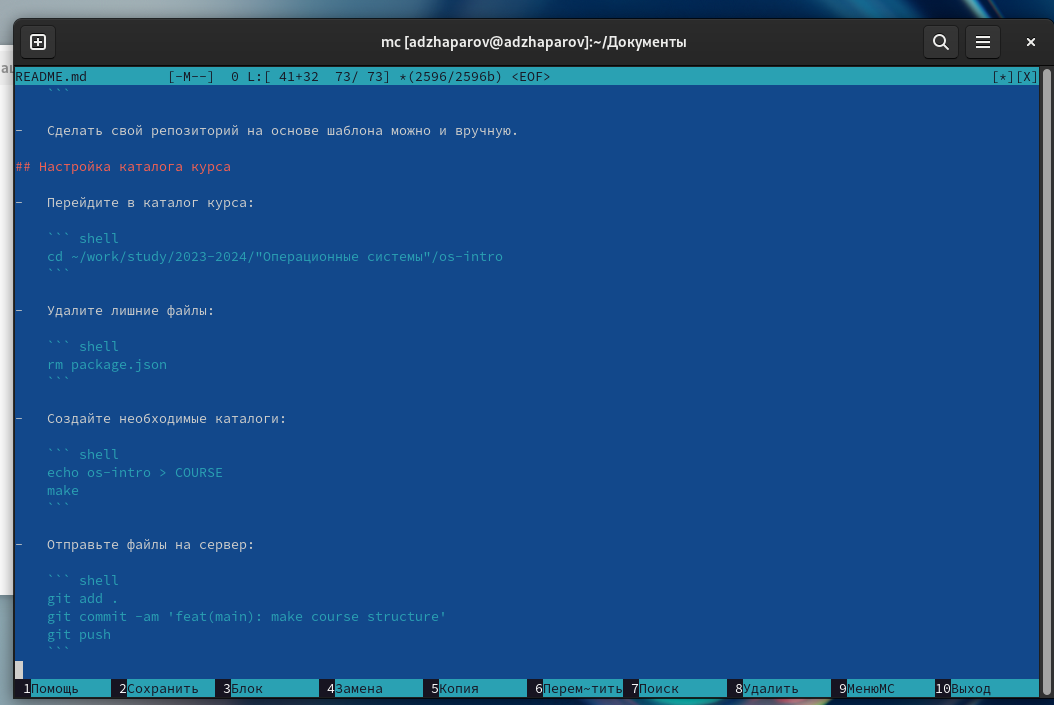 mc [adzhaparov@adzhaparov]:~/Документы
README.md [-M--] 0 L:[ 41+32 73/ 73] *(2596/2596b) <EOF> [*][X]
```
- Сделать свой репозиторий на основе шаблона можно и вручную.
## Настройка каталога курса
- Перейдите в каталог курса:
``` shell
cd ~/work/study/2023-2024/"Операционные системы"/os-intro
```
- Удалите лишние файлы:
``` shell
rm package.json
```
- Создайте необходимые каталоги:
``` shell
echo os-intro > COURSE
make
```
- Отправьте файлы на сервер:
``` shell
git add .
git commit -am 'feat(main): make course structure'
git push
```
1Помощь 2Сохранить 3Блок 4Замена 5Копия 6Перем~тить 7Поиск 8Удалить 9МенюMC 10Выход